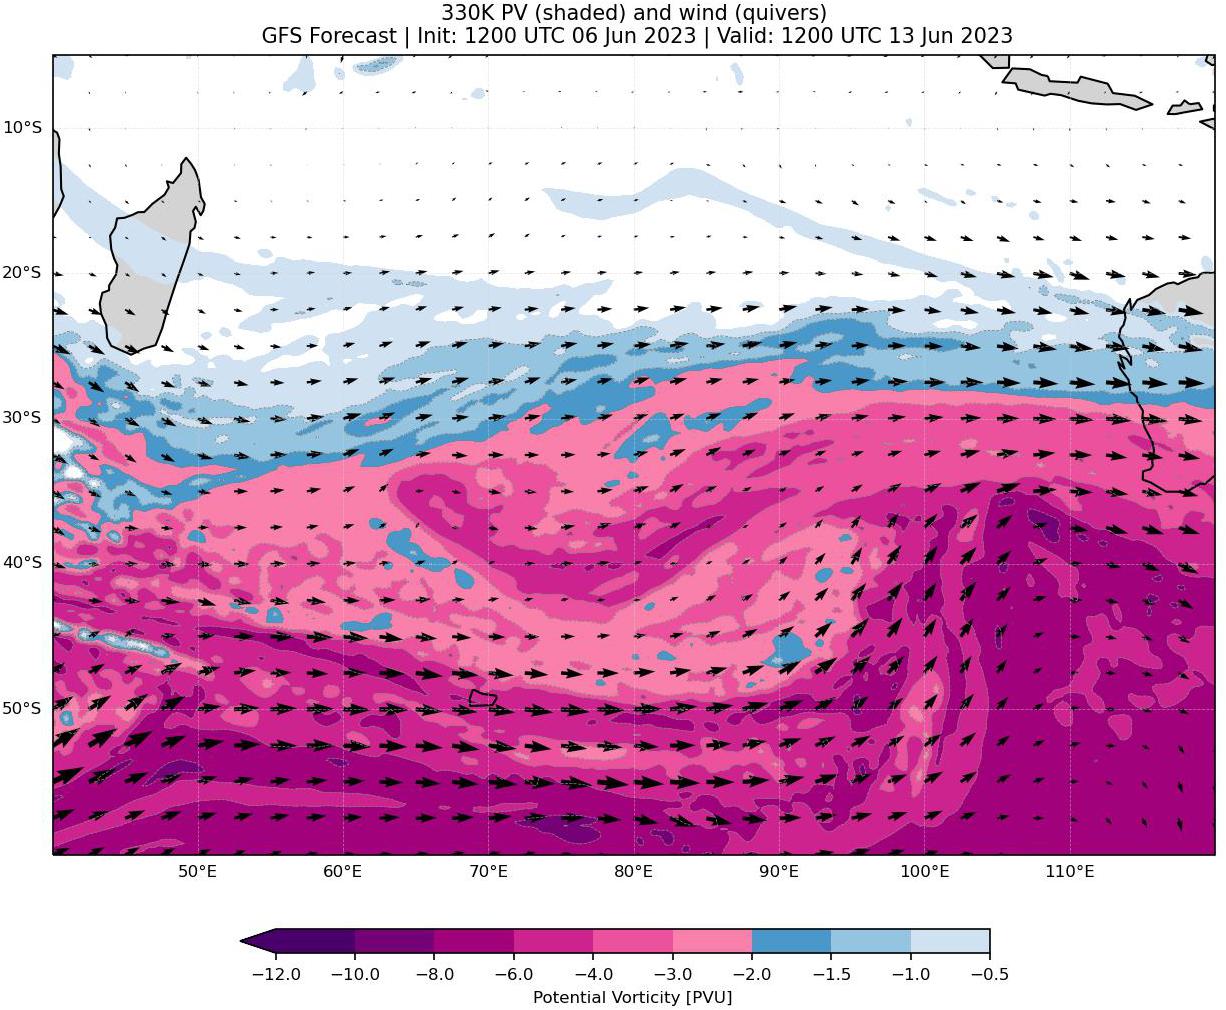 330K PV (shaded) and wind (quivers)
GFS Forecast | Init: 1200 UTC 06 Jun 2023 | Valid: 1200 UTC 13 Jun 2023
10°S
20°S
30°S
40°S
50°S
50°E 60°E 70°E 80°E 90°E 100°E 110°E
−12.0 −10.0 −8.0 −6.0 −4.0 −3.0 −2.0 −1.5 −1.0 −0.5
Potential Vorticity [PVU]